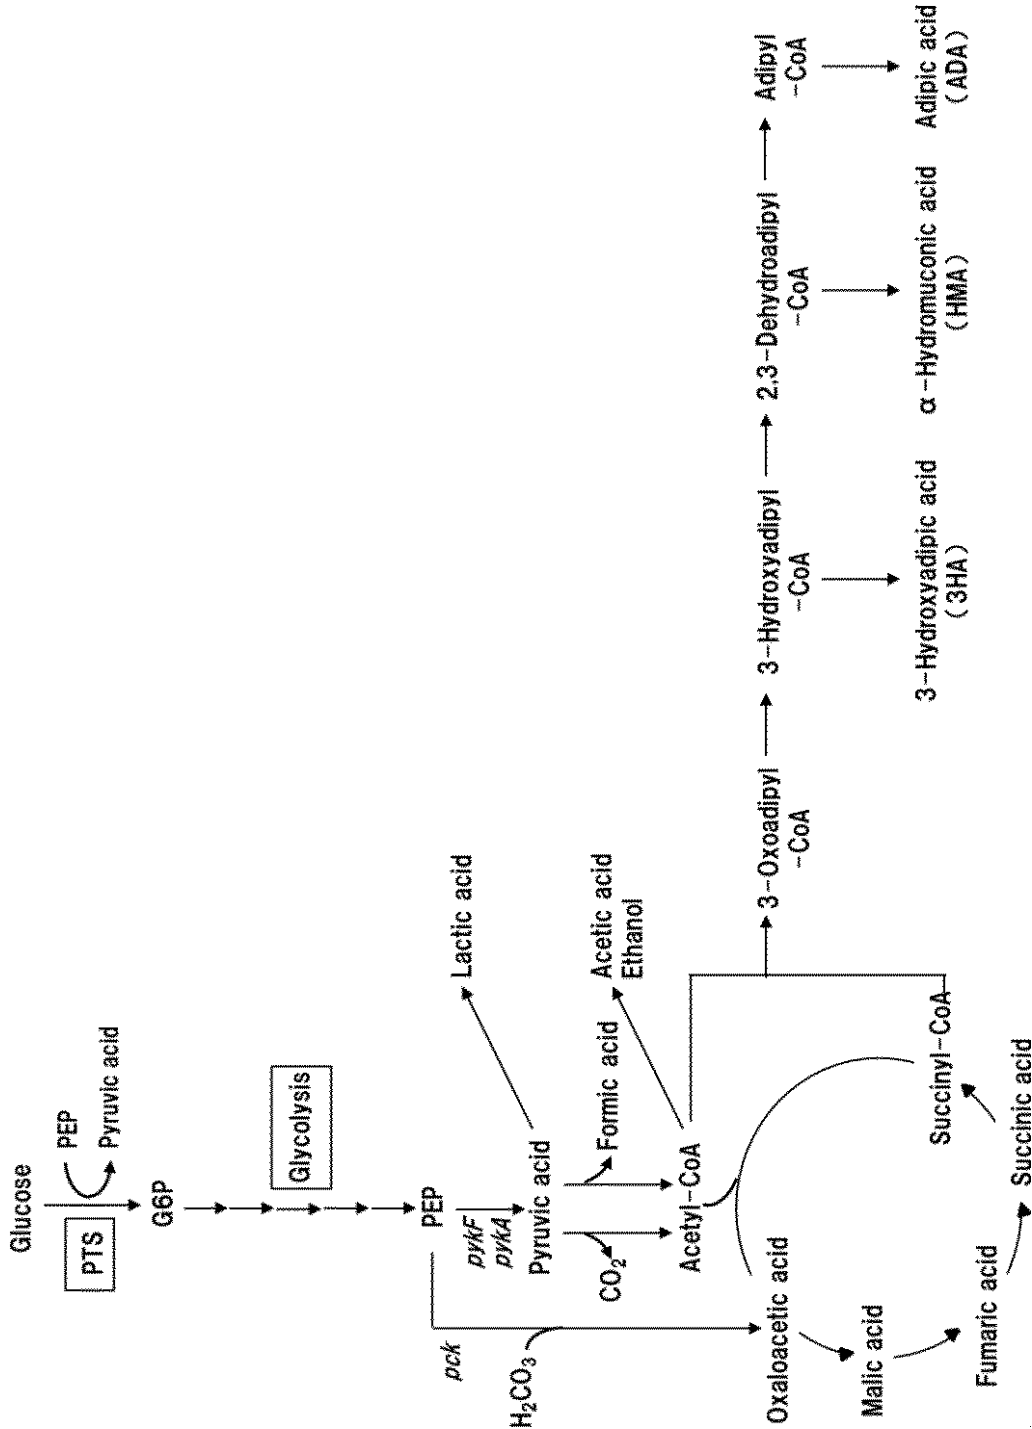 Glucose
PTS
PEP
Pyruvic acid
G6P
Glycolysis
PEP
pck
H₂CO₃
pykF
pykA
Pyruvic acid
Lactic acid
CO₂
Formic acid
Acetyl-CoA
Acetic acid
Ethanol
Oxaloacetic acid
Malic acid
Fumaric acid
Succinic acid
Succinyl-CoA
3-Oxoadipyl
-CoA
3-Hydroxyadipyl
-CoA
2,3-Dehydroadipyl
-CoA
Adipyl
-CoA
3-Hydroxyadipic acid
(3HA)
α-Hydromuconic acid
(HMA)
Adipic acid
(ADA)